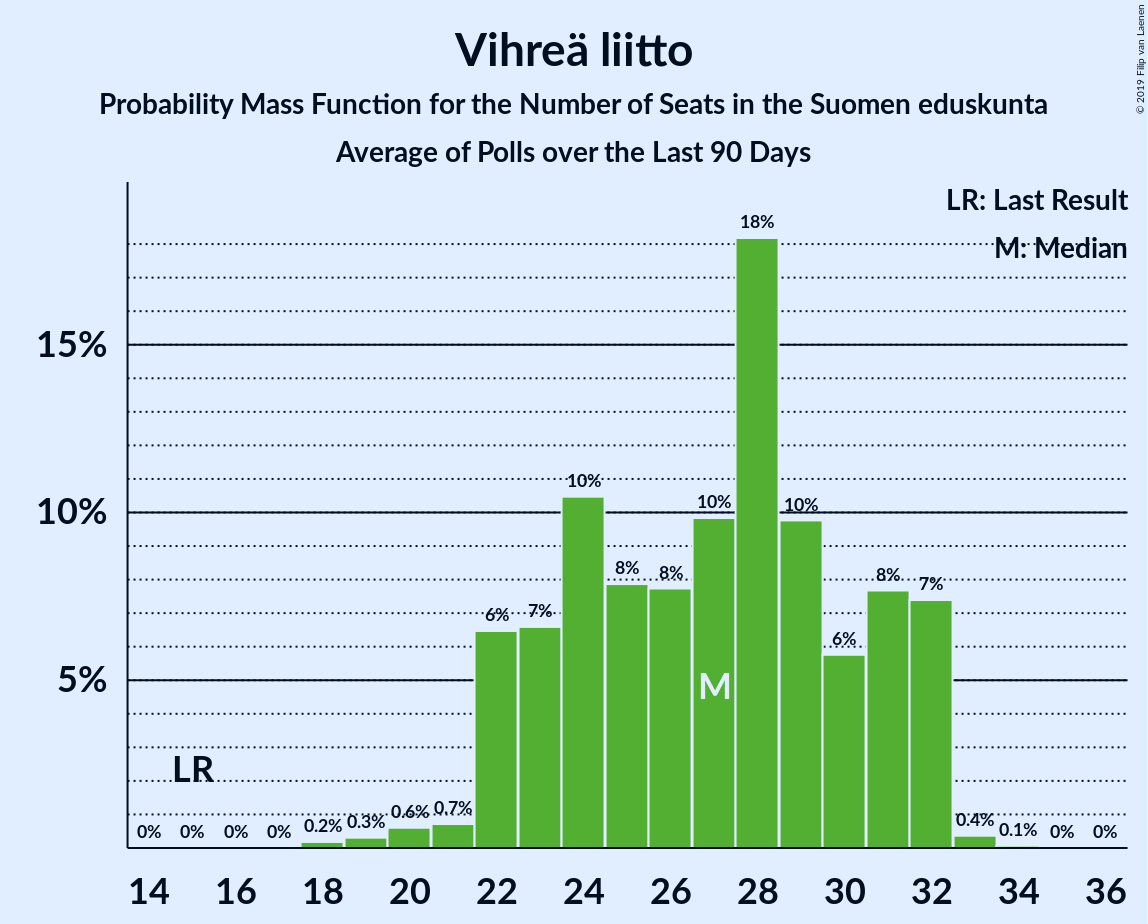 Vihreä liitto
Probability Mass Function for the Number of Seats in the Suomen eduskunta
Average of Polls over the Last 90 Days
© 2019 Filip van Laenen
LR: Last Result
M: Median
15%
10%
5%
0%
0%
0%
0%
0.2%
0.3%
0.6%
0.7%
6%
7%
10%
8%
8%
10%
18%
10%
6%
8%
7%
0.4%
0.1%
0%
0%
LR
M
14 16 18 20 22 24 26 28 30 32 34 36